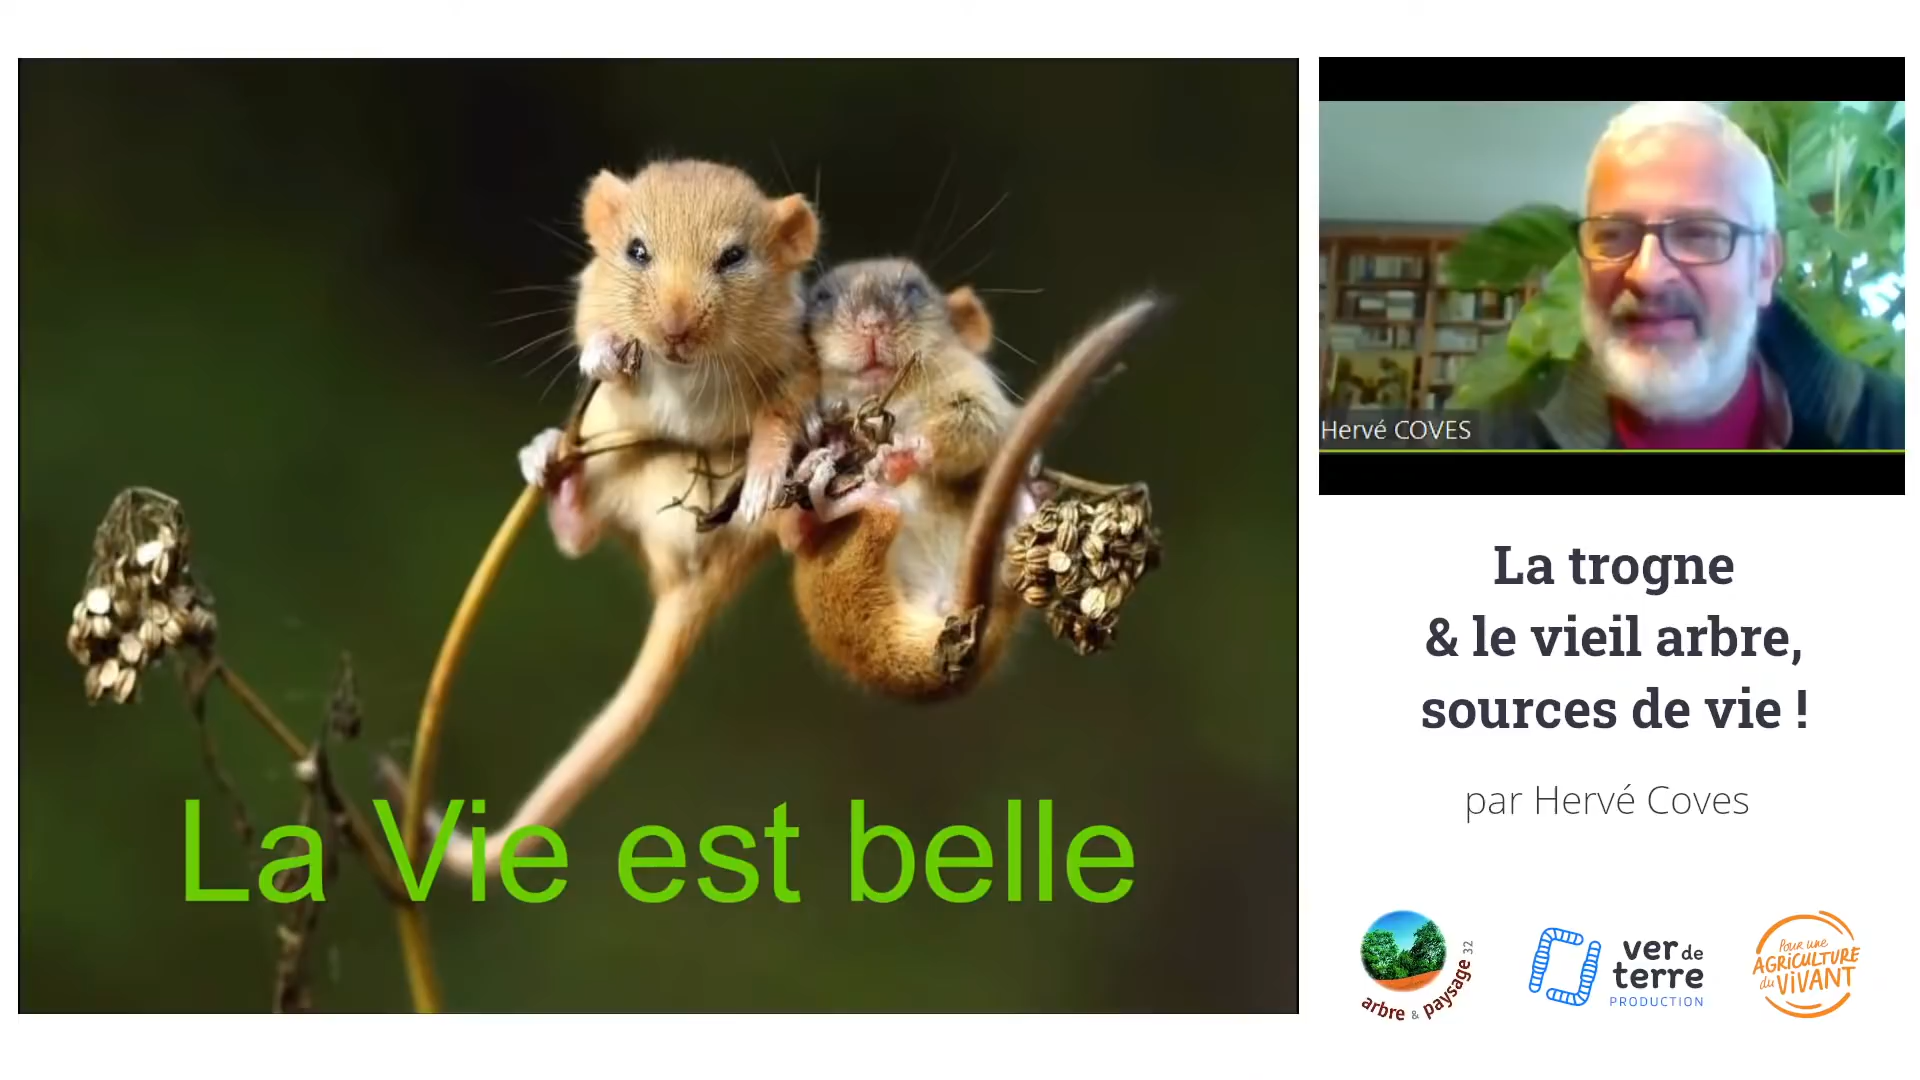 La Vie est belle
Hervé COVES
La trogne
& le vieil arbre,
sources de vie !
par Hervé Coves
arbre & paysage 32
ver de
terre
PRODUCTION
Pour une
AGRICULTURE
du VIVANT